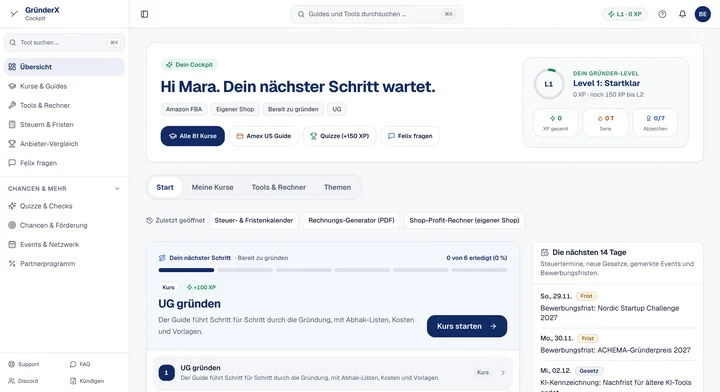 GründerX
Cockpit
Guides und Tools durchsuchen ...
⌘K
L1 · 0 XP
BE
Tool suchen ...
⌘K
Übersicht
Kurse & Guides
Tools & Rechner
Steuern & Fristen
Anbieter-Vergleich
Felix fragen
CHANCEN & MEHR
Quizze & Checks
Chancen & Förderung
Events & Netzwerk
Partnerprogramm
Support
FAQ
Discord
Kündigen
Dein Cockpit
Hi Mara. Dein nächster Schritt wartet.
Amazon FBA
Eigener Shop
Bereit zu gründen
UG
Alle 81 Kurse
Amex US Guide
Quizze (+150 XP)
Felix fragen
L1
DEIN GRÜNDER-LEVEL
Level 1: Startklar
0 XP · noch 150 XP bis L2
0
XP gesamt
0 T
Serie
0/7
Abzeichen
Start
Meine Kurse
Tools & Rechner
Themen
Zuletzt geöffnet
Steuer- & Fristenkalender
Rechnungs-Generator (PDF)
Shop-Profit-Rechner (eigener Shop)
Dein nächster Schritt · Bereit zu gründen
0 von 6 erledigt (0 %)
Kurs
+100 XP
UG gründen
Der Guide führt Schritt für Schritt durch die Gründung, mit Abhak-Listen, Kosten
und Vorlagen.
Kurs starten
1
UG gründen
Der Guide führt Schritt für Schritt durch die Gründung, mit Abhak-Listen, Kosten und Vorlagen.
Kurs
Die nächsten 14 Tage
Steuertermine, neue Gesetze, gemerkte Events und
Bewerbungsfristen.
So., 29.11.
Frist
Bewerbungsfrist: Nordic Startup Challenge
2027
Mo., 30.11.
Frist
Bewerbungsfrist: ACHEMA-Gründerpreis 2027
Mi., 02.12.
Gesetz
KI-Kennzeichnung: Nachfrist für ältere KI-Tools